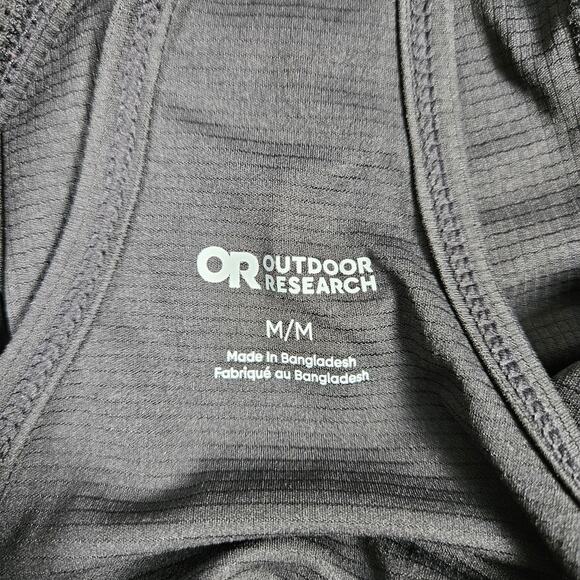 OR OUTDOOR
RESEARCH
M/M
Made in Bangladesh
Fabriqué au Bangladesh